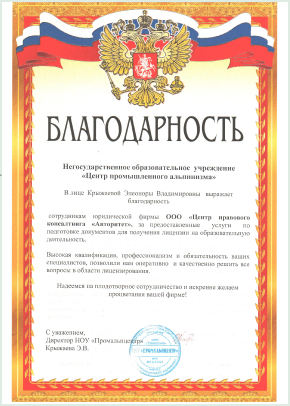 БЛАГОДАРНОСТЬ
Негосударственное образовательное учреждение
«Центр промышленного альпинизма»
В лице Крыжаевой Элеоноры Владимировны выражает
благодарность
сотрудникам юридической фирмы ООО «Центр правового
консалтинга «Авторитет», за предоставленные услуги по
подготовке документов для получения лицензии на образовательную
деятельность.
Высокая квалификация, профессионализм и обязательность ваших
специалистов, позволили нам оперативно и качественно решить все
вопросы в области лицензирования.
Надеемся на плодотворное сотрудничество и искренне желаем
процветания вашей фирме!
С уважением,
Директор НОУ «Промальпцентр»
Крыжаева Э.В.
«ПРОМАЛЬПЦЕНТР»